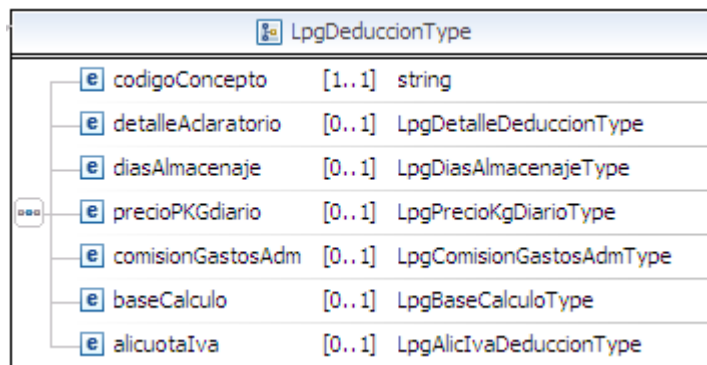 LpgDeduccionType
e codigoConcepto [1..1] string
e detalleAclaratorio [0..1] LpgDetalleDeduccionType
e diasAlmacenaje [0..1] LpgDiasAlmacenajeType
e precioPKGdiario [0..1] LpgPrecioKgDiarioType
e comisionGastosAdm [0..1] LpgComisionGastosAdmType
e baseCalculo [0..1] LpgBaseCalculoType
e alicuotaIva [0..1] LpgAlicIvaDeduccionType